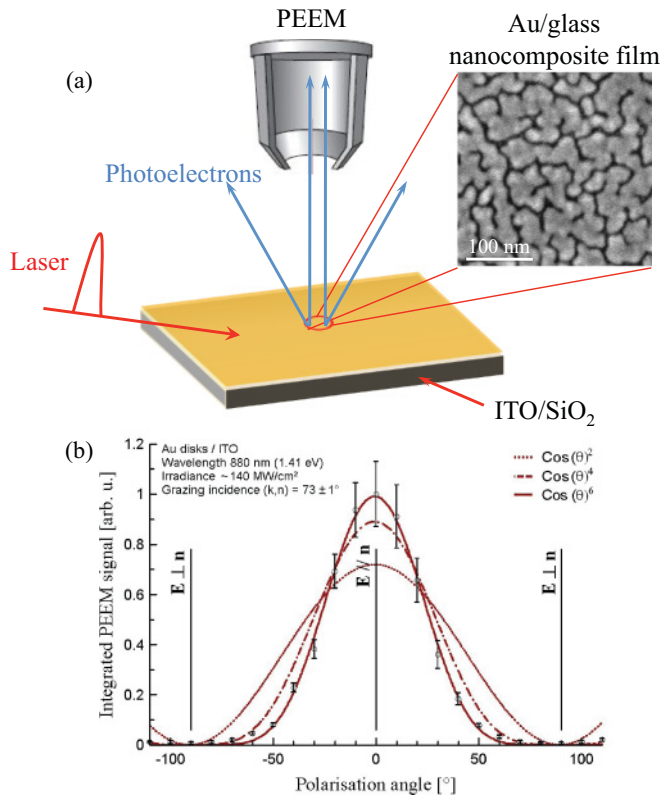 PEEM
Au/glass
nanocomposite film
(a)
Photoelectrons
Laser
100 nm
ITO/SiO₂
(b)
Au disks / ITO
Wavelength 880 nm (1.41 eV)
Irradiance ~140 MW/cm²
Grazing incidence (k,n) = 73 ± 1°
Cos (θ)²
Cos (θ)⁴
Cos (θ)⁶
E ⊥ n
E // n
E ⊥ n
Integrated PEEM signal [arb. u.]
1.2
1
0.8
0.6
0.4
0.2
0
-100
-50
0
50
100
Polarisation angle [°]